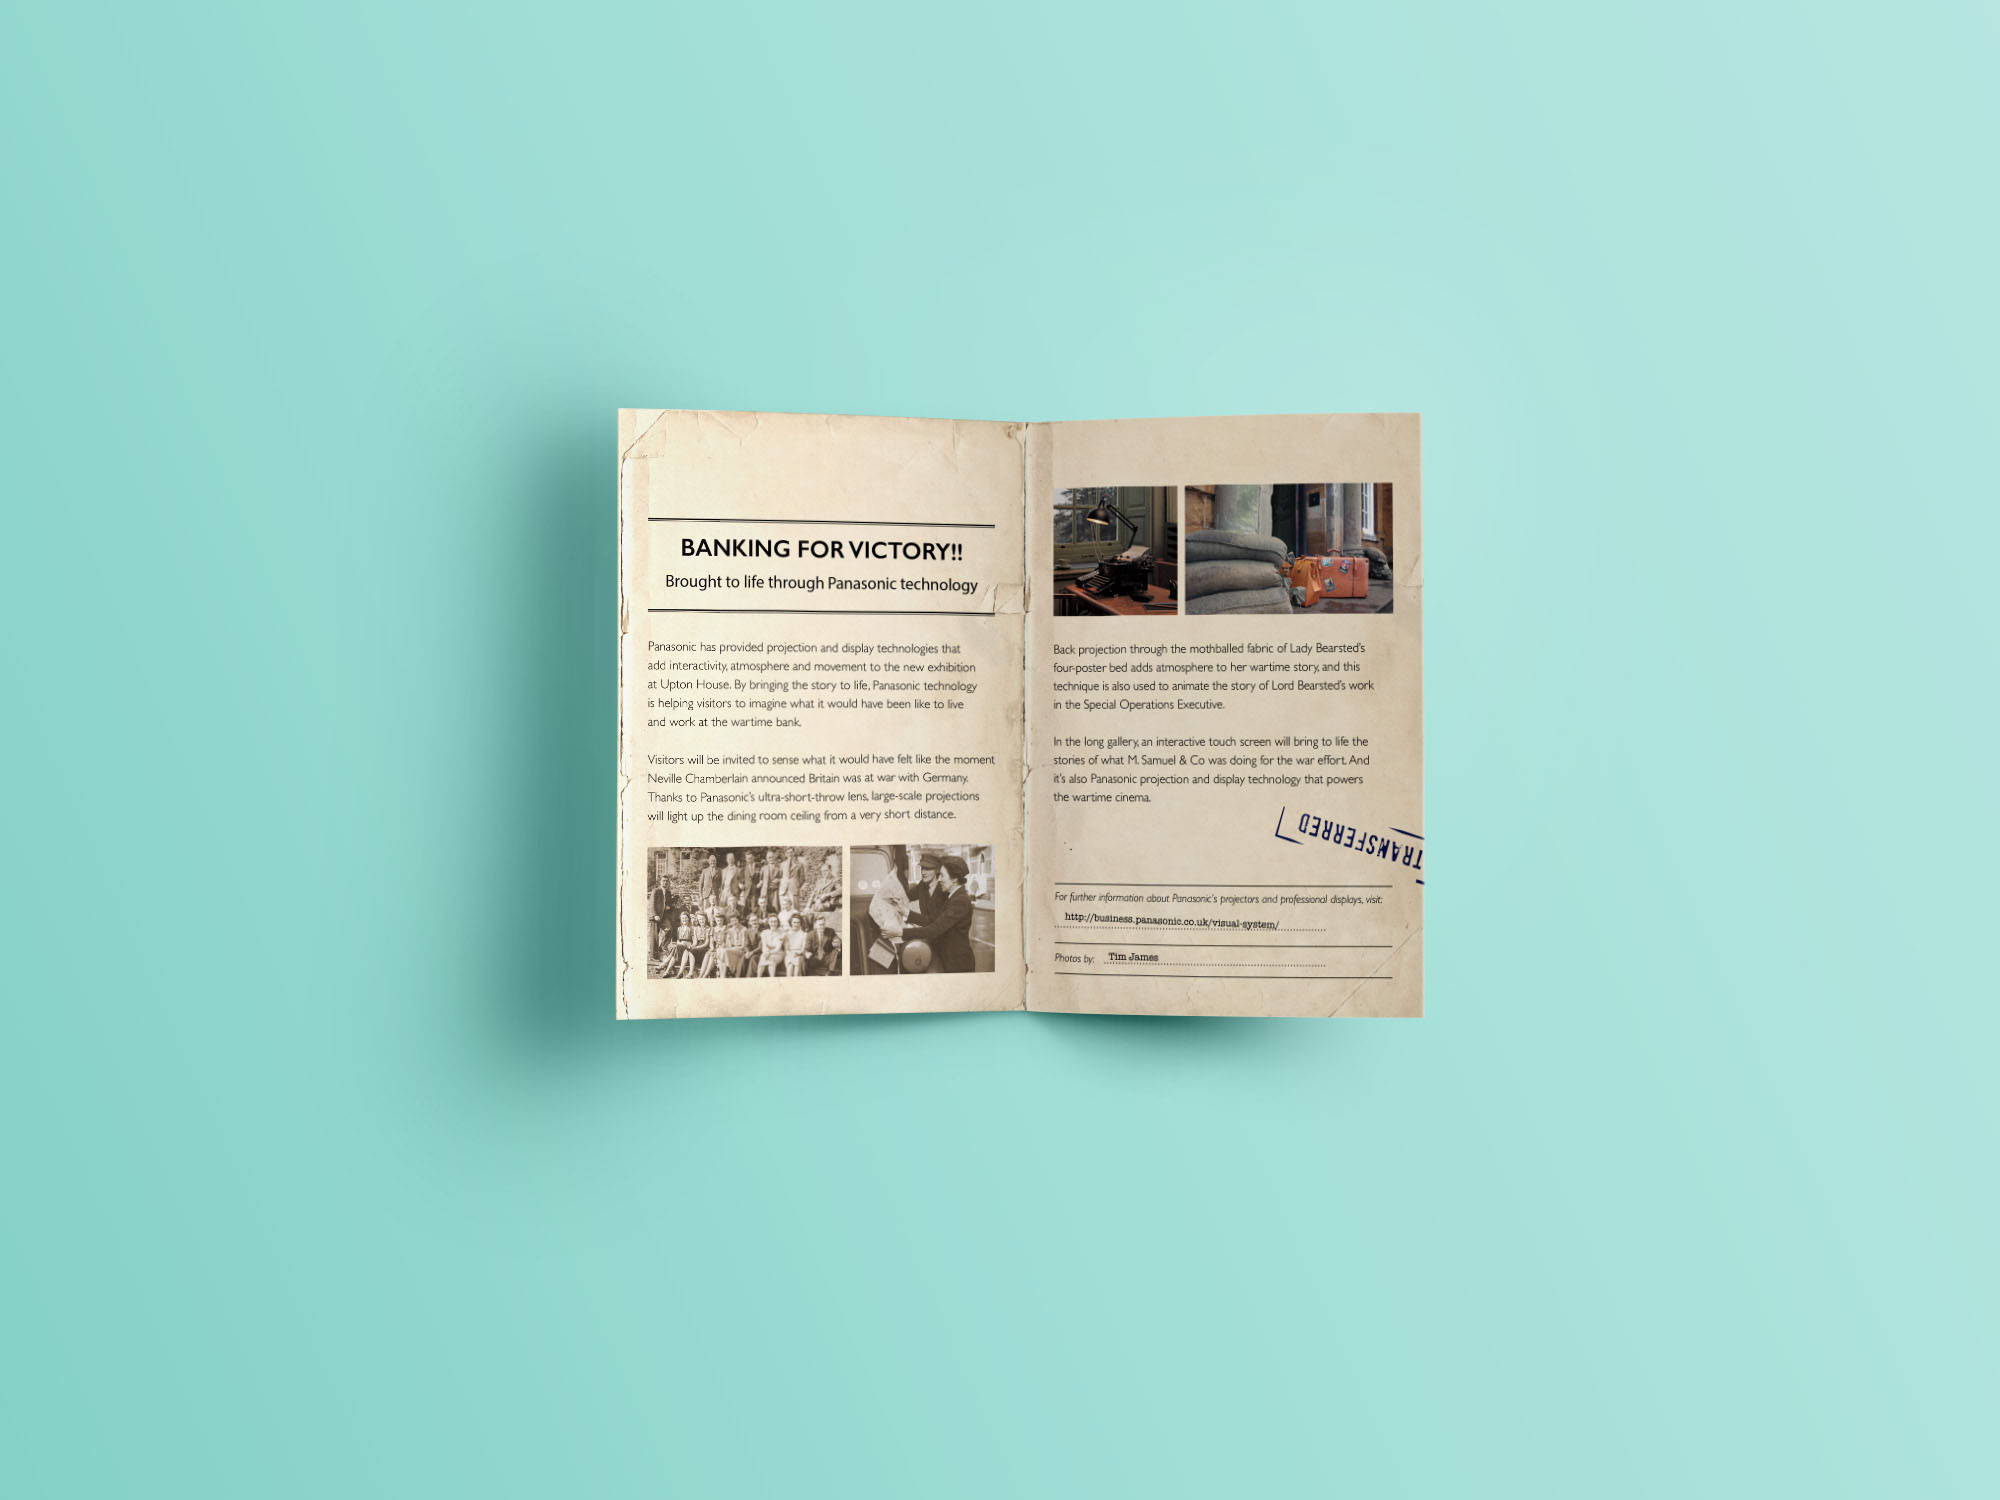 BANKING FOR VICTORY!!
Brought to life through Panasonic technology
Panasonic has provided projection and display technologies that
add interactivity, atmosphere and movement to the new exhibition
at Upton House. By bringing the story to life, Panasonic technology
is helping visitors to imagine what it would have been like to live
and work at the wartime bank.
Visitors will be invited to sense what it would have felt like the moment
Neville Chamberlain announced Britain was at war with Germany.
Thanks to Panasonic's ultra-short-throw lens, large-scale projections
will light up the dining room ceiling from a very short distance.
Back projection through the mothballed fabric of Lady Bearsted's
four-poster bed adds atmosphere to her wartime story, and this
technique is also used to animate the story of Lord Bearsted's work
in the Special Operations Executive.
In the long gallery, an interactive touch screen will bring to life the
stories of what M. Samuel & Co was doing for the war effort. And
it's also Panasonic projection and display technology that powers
the wartime cinema.
TRANSFERRED
For further information about Panasonic's projectors and professional displays, visit:
http://business.panasonic.co.uk/visual-system/
Photos by: Tim James